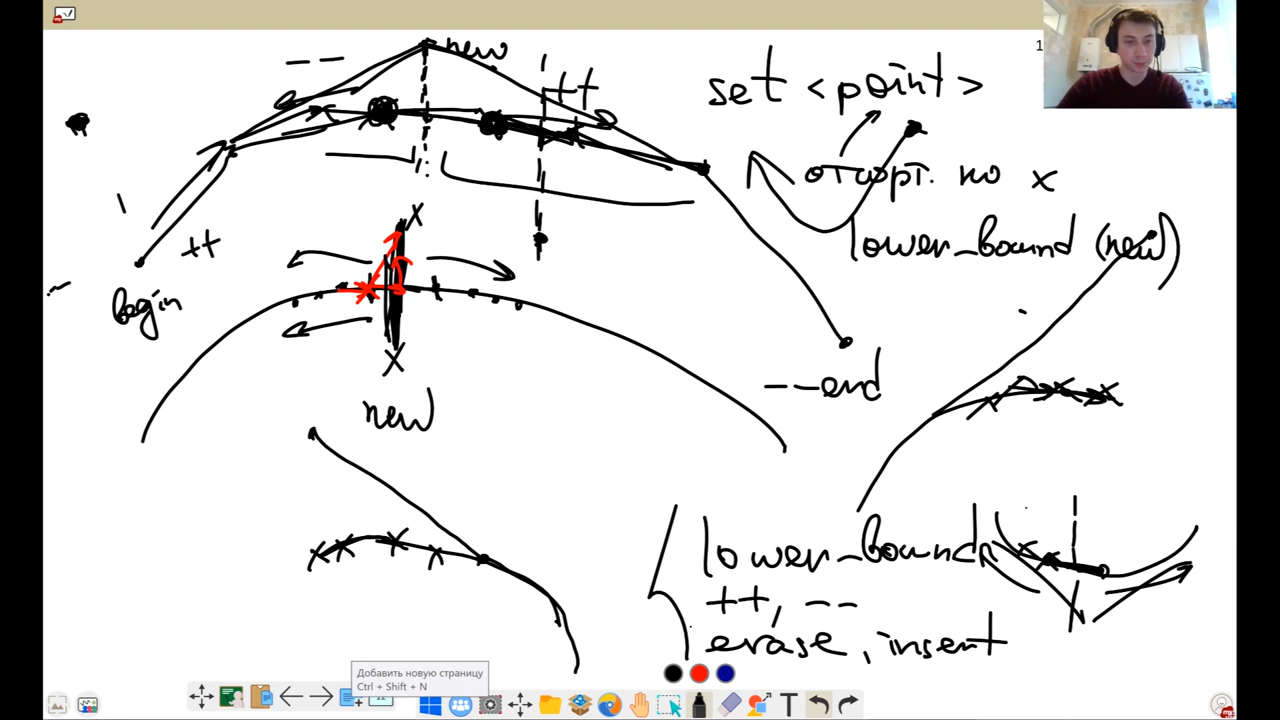 new
--
++
set <point>
отсорт. по x
++
lower_bound (new)
begin
--end
new
lower_bound
++, --
erase, insert
Добавить новую страницу
Ctrl + Shift + N